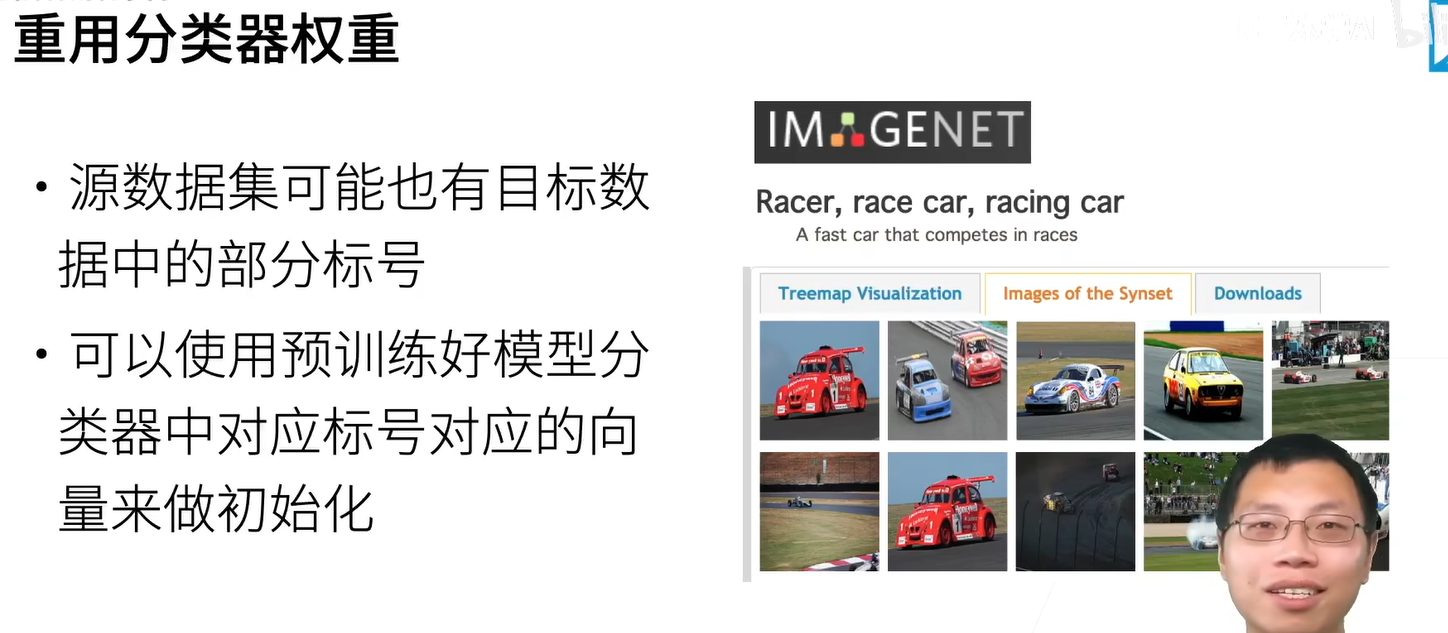 重用分类器权重
• 源数据集可能也有目标数
据中的部分标号
• 可以使用预训练好模型分
类器中对应标号对应的向
量来做初始化
IMAGENET
Racer, race car, racing car
A fast car that competes in races
Treemap Visualization
Images of the Synset
Downloads